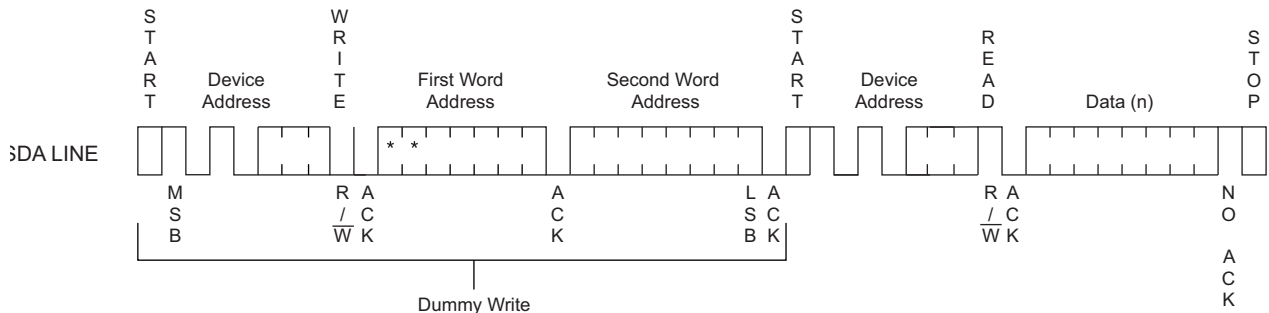 START
Device
Address
WRITE
First Word
Address
Second Word
Address
START
Device
Address
READ
Data (n)
STOP
SDA LINE
* *
MSB
R/W
ACK
ACK
LSB
ACK
R/W
ACK
NO ACK
Dummy Write